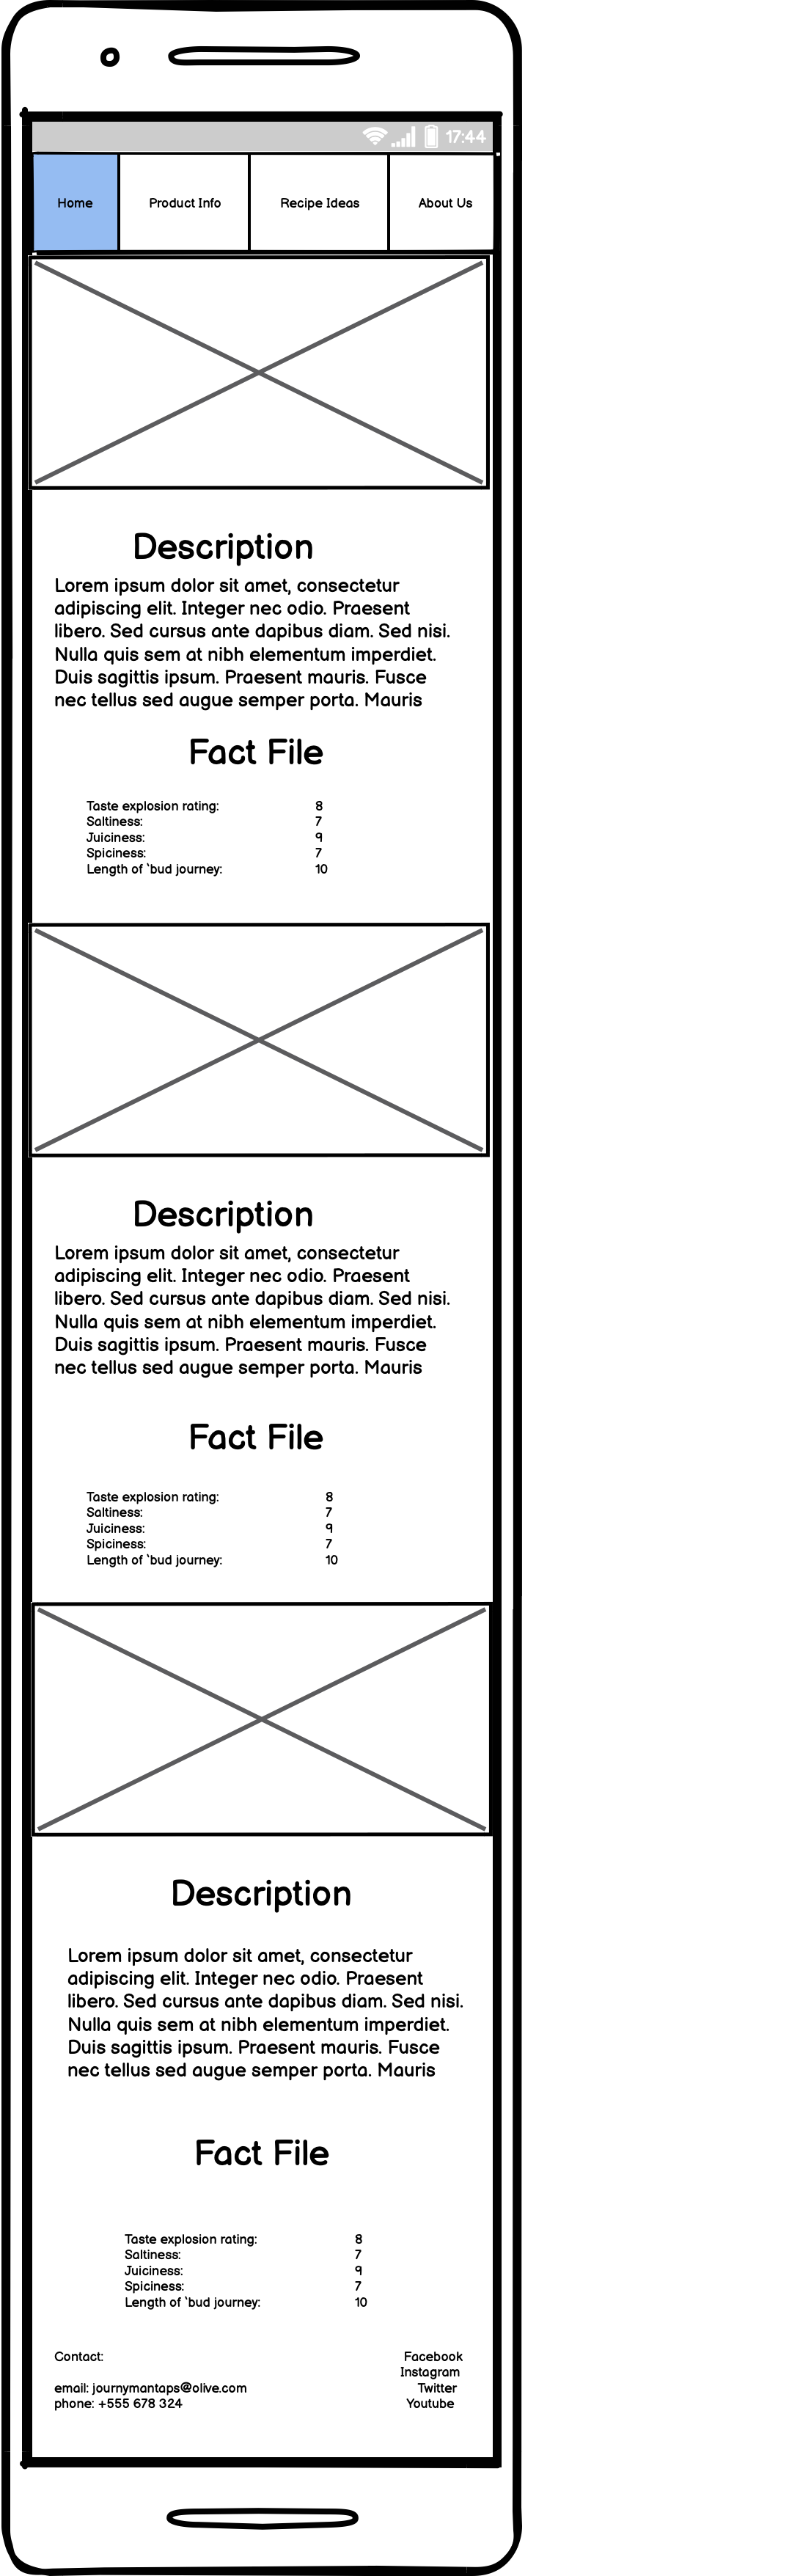 17:44
Home Product Info Recipe Ideas About Us
Description
Lorem ipsum dolor sit amet, consectetur
adipiscing elit. Integer nec odio. Praesent
libero. Sed cursus ante dapibus diam. Sed nisi.
Nulla quis sem at nibh elementum imperdiet.
Duis sagittis ipsum. Praesent mauris. Fusce
nec tellus sed augue semper porta. Mauris
Fact File
Taste explosion rating: 8
Saltiness: 7
Juiciness: 9
Spiciness: 7
Length of 'bud journey: 10
Description
Lorem ipsum dolor sit amet, consectetur
adipiscing elit. Integer nec odio. Praesent
libero. Sed cursus ante dapibus diam. Sed nisi.
Nulla quis sem at nibh elementum imperdiet.
Duis sagittis ipsum. Praesent mauris. Fusce
nec tellus sed augue semper porta. Mauris
Fact File
Taste explosion rating: 8
Saltiness: 7
Juiciness: 9
Spiciness: 7
Length of 'bud journey: 10
Description
Lorem ipsum dolor sit amet, consectetur
adipiscing elit. Integer nec odio. Praesent
libero. Sed cursus ante dapibus diam. Sed nisi.
Nulla quis sem at nibh elementum imperdiet.
Duis sagittis ipsum. Praesent mauris. Fusce
nec tellus sed augue semper porta. Mauris
Fact File
Taste explosion rating: 8
Saltiness: 7
Juiciness: 9
Spiciness: 7
Length of 'bud journey: 10
Contact: Facebook
Instagram
email: journymantaps@olive.com Twitter
phone: +555 678 324 Youtube